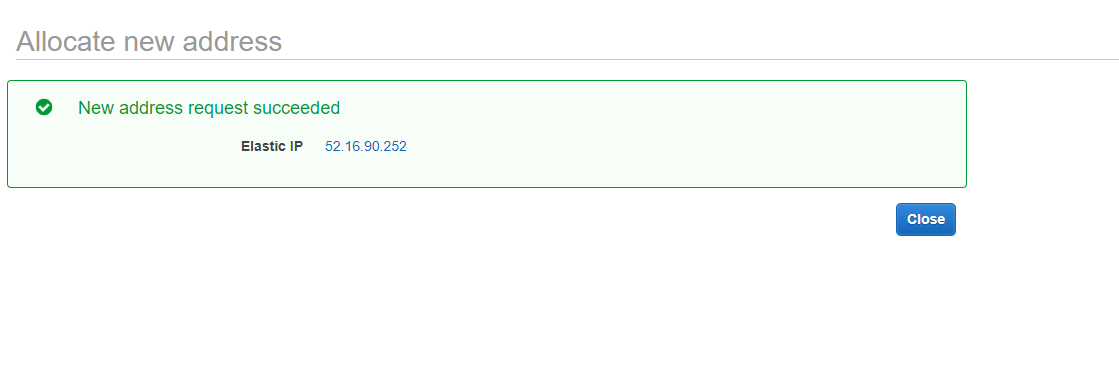 Allocate new address
New address request succeeded
Elastic IP 52.16.90.252
Close